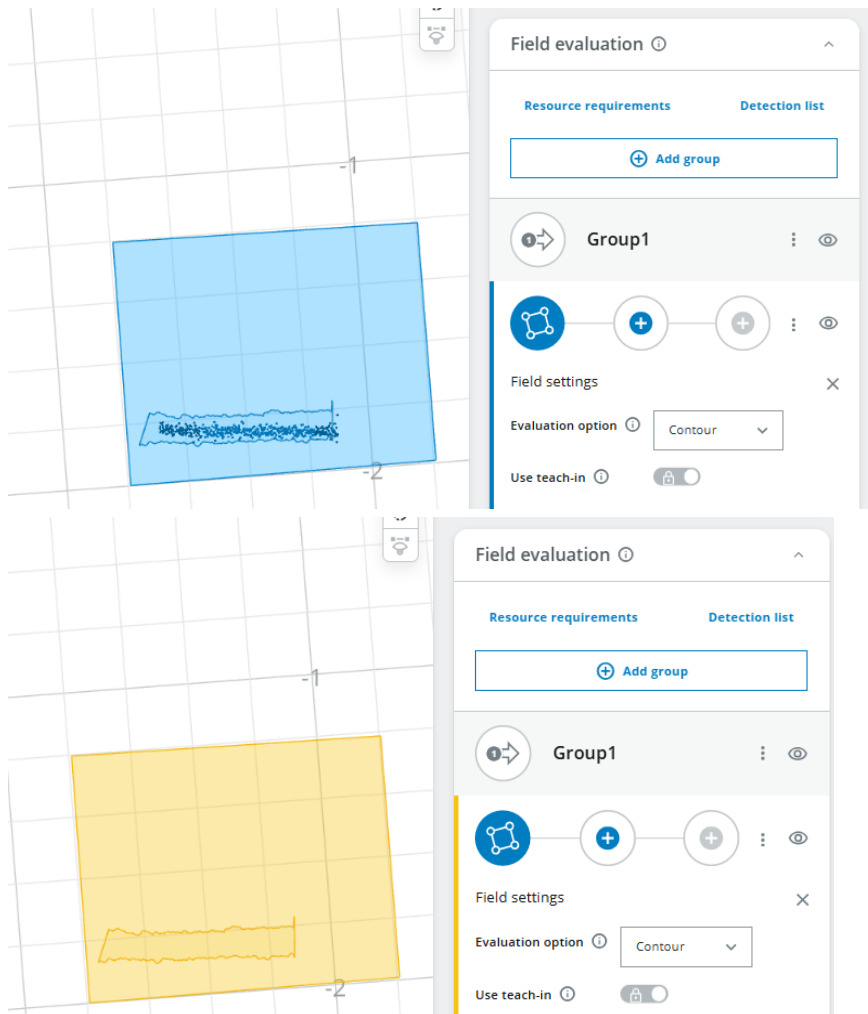 Field evaluation
Resource requirements Detection list
Add group
-1
1 Group1
Field settings
Evaluation option Contour
-2
Use teach-in
Field evaluation
Resource requirements Detection list
Add group
-1
1 Group1
Field settings
Evaluation option Contour
-2
Use teach-in